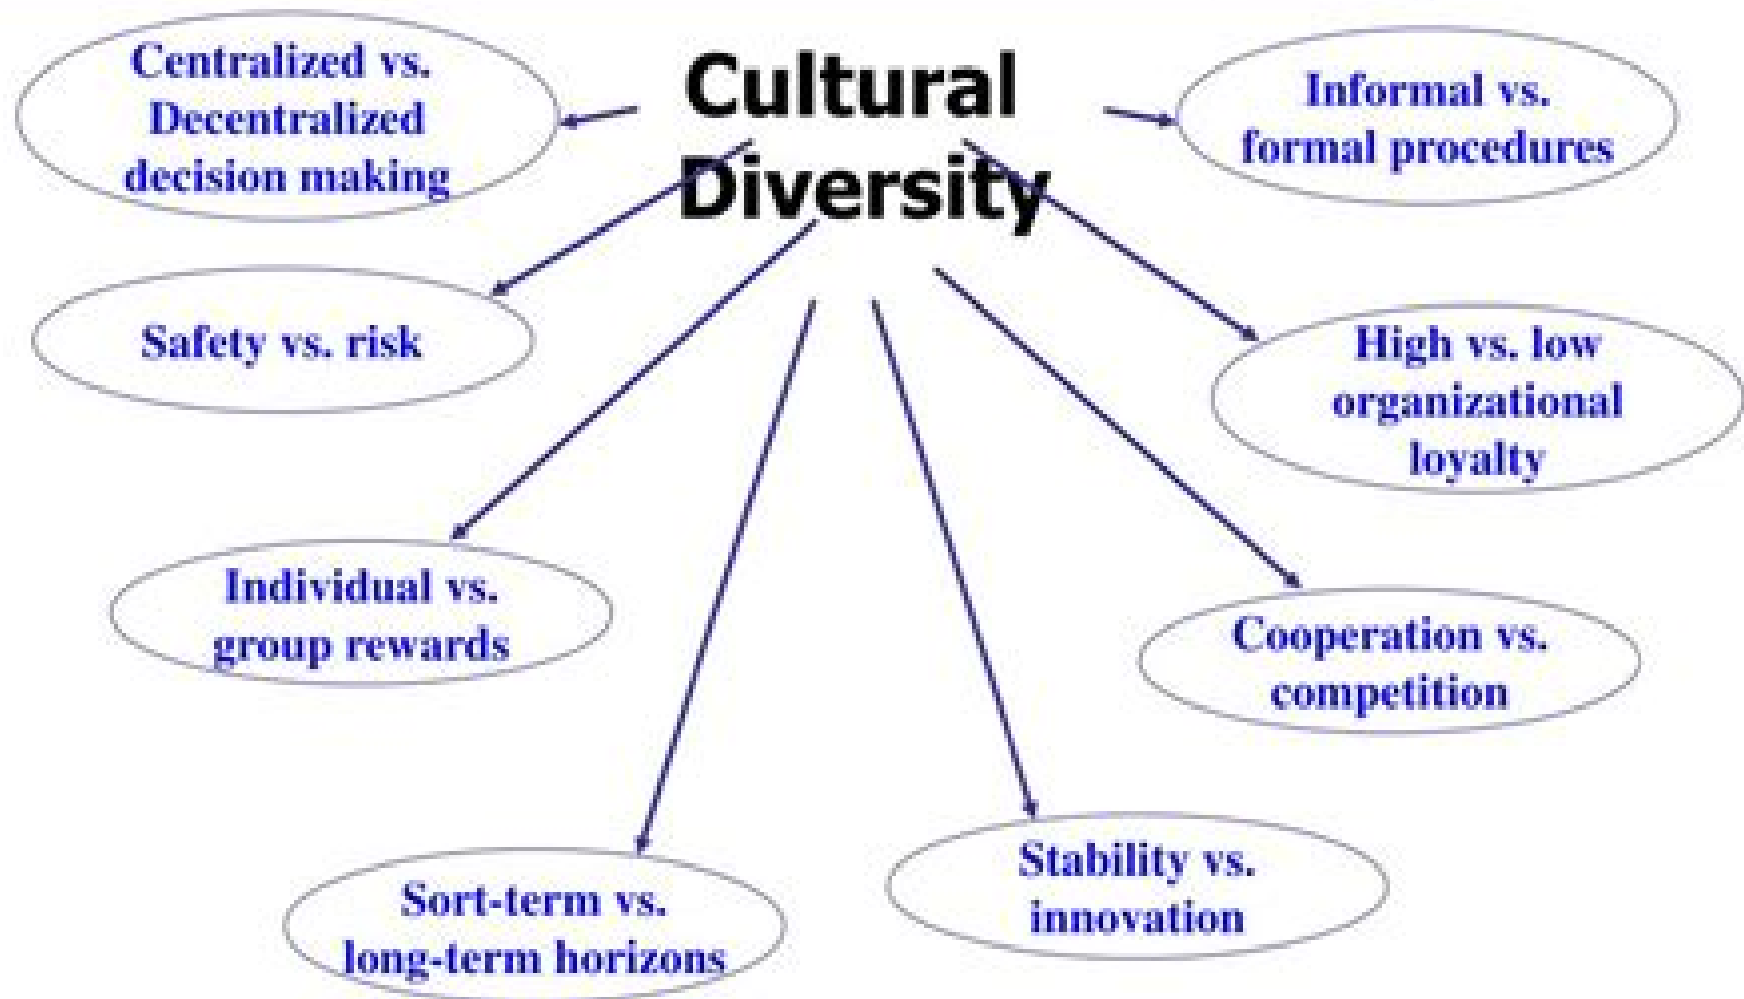 Cultural
Diversity
Centralized vs.
Decentralized
decision making
Informal vs.
formal procedures
Safety vs. risk
High vs. low
organizational
loyalty
Individual vs.
group rewards
Cooperation vs.
competition
Sort-term vs.
long-term horizons
Stability vs.
innovation